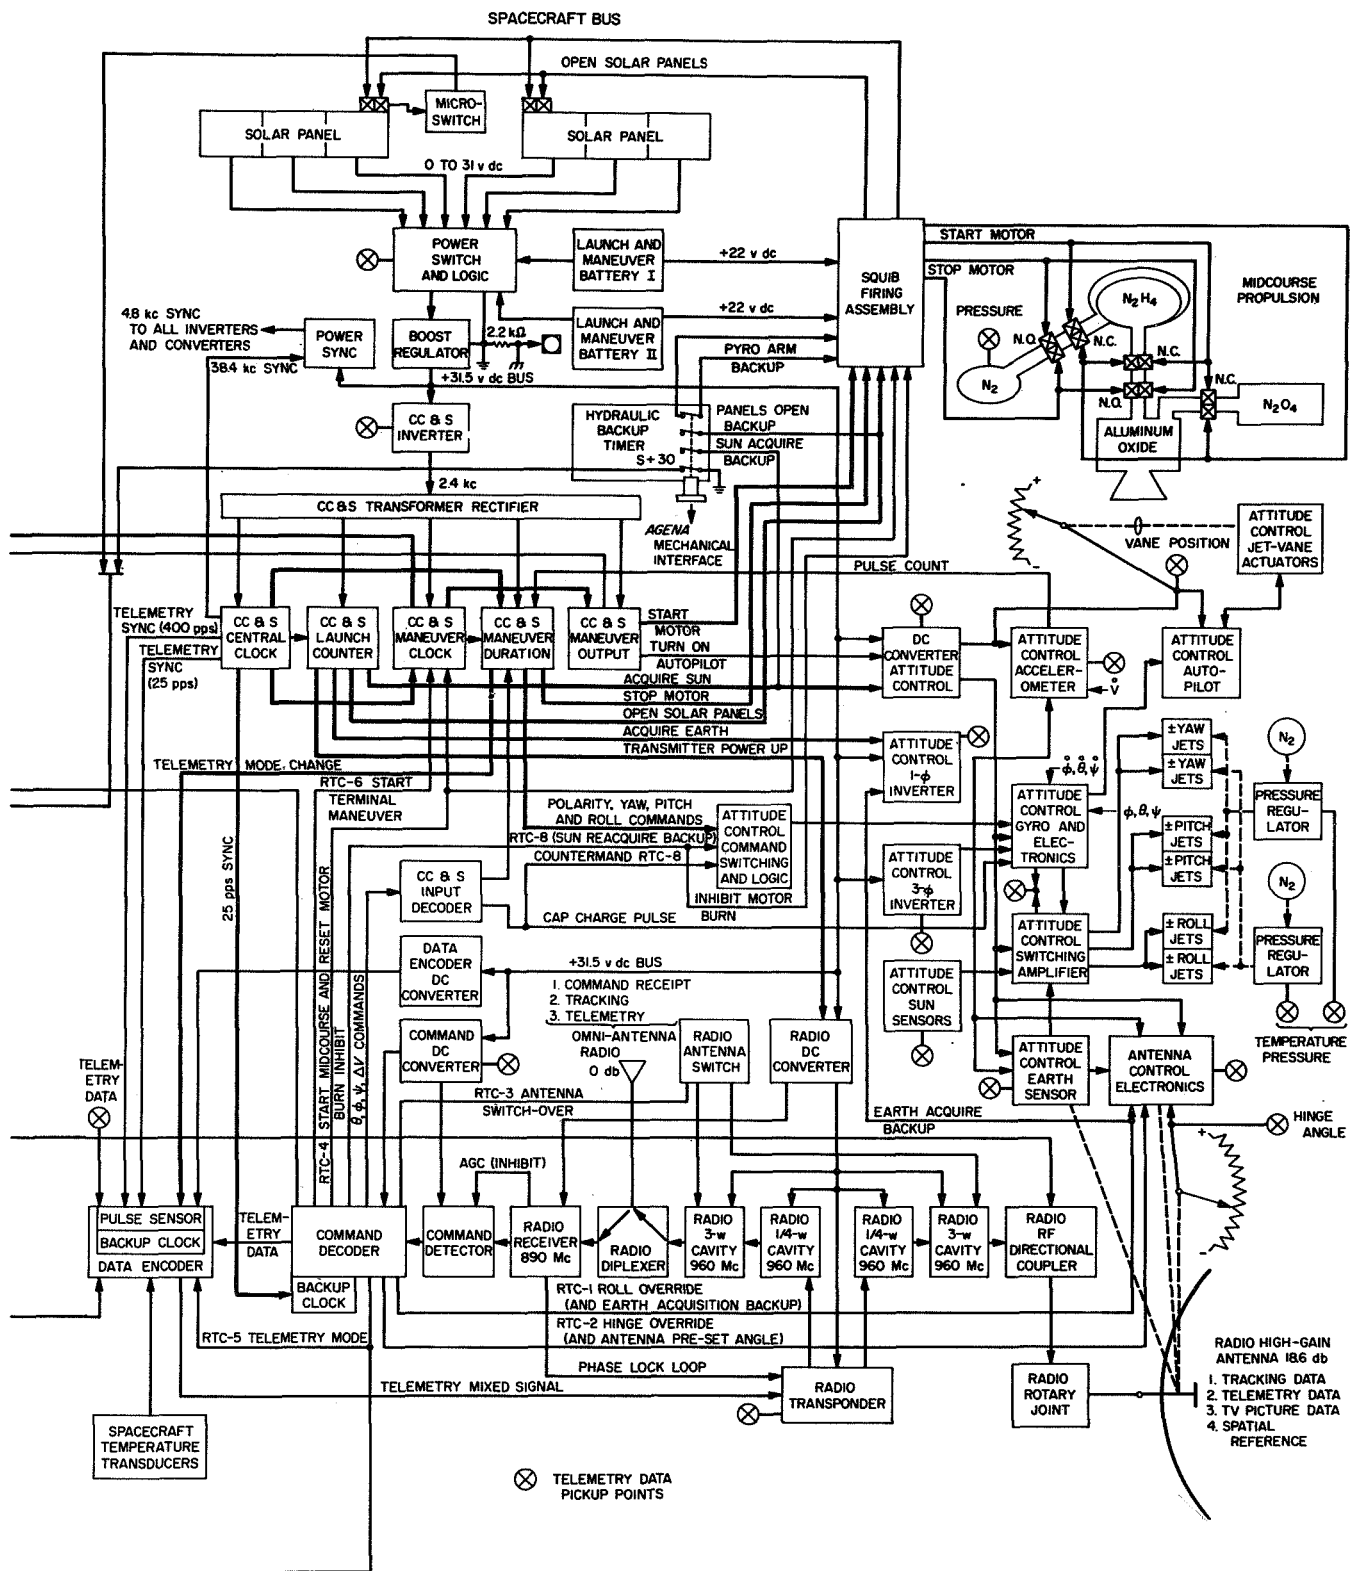 SPACECRAFT BUS
OPEN SOLAR PANELS
MICRO-
SWITCH
SOLAR PANEL
SOLAR PANEL
0 TO 31 v dc
POWER
SWITCH
AND LOGIC
LAUNCH AND
MANEUVER
BATTERY I
+22 v dc
SQUIB
FIRING
ASSEMBLY
START MOTOR
STOP MOTOR
MIDCOURSE
PROPULSION
N2H4
PRESSURE
N.O.
N.C.
N.C.
N.C.
N2
N.O.
N2O4
ALUMINUM
OXIDE
4.8 kc SYNC
TO ALL INVERTERS
AND CONVERTERS
POWER
SYNC
BOOST
REGULATOR
2.2 kΩ
LAUNCH AND
MANEUVER
BATTERY II
+22 v dc
38.4 kc SYNC
+31.5 v dc BUS
PYRO ARM
BACKUP
CC & S
INVERTER
HYDRAULIC
BACKUP
TIMER
S+30
PANELS OPEN
BACKUP
SUN ACQUIRE
BACKUP
2.4 kc
CC & S TRANSFORMER RECTIFIER
AGENA
MECHANICAL
INTERFACE
+
-
VANE POSITION
ATTITUDE
CONTROL
JET-VANE
ACTUATORS
PULSE COUNT
TELEMETRY
SYNC (400 pps)
TELEMETRY
SYNC
(25 pps)
CC & S
CENTRAL
CLOCK
CC & S
LAUNCH
COUNTER
CC & S
MANEUVER
CLOCK
CC & S
MANEUVER
DURATION
CC & S
MANEUVER
OUTPUT
START
MOTOR
TURN ON
AUTOPILOT
ACQUIRE SUN
STOP MOTOR
OPEN SOLAR PANELS
ACQUIRE EARTH
TRANSMITTER POWER UP
DC
CONVERTER
ATTITUDE
CONTROL
ATTITUDE
CONTROL
ACCELER-
OMETER
V̊
ATTITUDE
CONTROL
AUTO-
PILOT
TELEMETRY MODE CHANGE
RTC-6 START
TERMINAL
MANEUVER
ATTITUDE
CONTROL
1-ϕ
INVERTER
±YAW
JETS
±YAW
JETS
N2
PRESSURE
REGU-
LATOR
ϕ̊, θ̊, ψ̊
ϕ, θ, ψ
ATTITUDE
CONTROL
GYRO AND
ELEC-
TRONICS
±PITCH
JETS
±PITCH
JETS
POLARITY, YAW, PITCH
AND ROLL COMMANDS
RTC-8 (SUN REACQUIRE BACKUP)
COUNTERMAND RTC-8
ATTITUDE
CONTROL
COMMAND
SWITCHING
AND LOGIC
INHIBIT MOTOR
BURN
ATTITUDE
CONTROL
3-ϕ
INVERTER
N2
PRESSURE
REGU-
LATOR
CC & S
INPUT
DECODER
CAP CHARGE PULSE
25 pps SYNC
RTC-4 START MIDCOURSE AND RESET MOTOR
BURN INHIBIT
θ, ϕ, ψ, ΔV COMMANDS
ATTITUDE
CONTROL
SWITCHING
AMPLIFIER
± ROLL
JETS
± ROLL
JETS
DATA
ENCODER
DC
CONVERTER
+31.5 v dc BUS
1. COMMAND RECEIPT
2. TRACKING
3. TELEMETRY
OMNI-ANTENNA
RADIO
0 db
ATTITUDE
CONTROL SUN
SENSORS
TEMPERATURE
PRESSURE
COMMAND
DC
CONVERTER
RADIO
ANTENNA
SWITCH
RADIO
DC
CONVERTER
ATTITUDE
CONTROL
EARTH
SENSOR
ANTENNA
CONTROL
ELECTRONICS
TELEM-
ETRY
DATA
RTC-3 ANTENNA
SWITCH-OVER
EARTH ACQUIRE
BACKUP
HINGE
ANGLE
+
-
AGC (INHIBIT)
PULSE SENSOR
BACKUP CLOCK
DATA ENCODER
TELEM-
ETRY
DATA
COMMAND
DECODER
BACKUP
CLOCK
COMMAND
DETECTOR
RADIO
RECEIVER
890 Mc
RADIO
DIPLEXER
RADIO
3-w
CAVITY
960 Mc
RADIO
1/4-w
CAVITY
960 Mc
RADIO
1/4-w
CAVITY
960 Mc
RADIO
3-w
CAVITY
960 Mc
RADIO
RF
DIRECTIONAL
COUPLER
RTC-1 ROLL OVERRIDE
(AND EARTH ACQUISITION BACKUP)
RTC-2 HINGE OVERRIDE
(AND ANTENNA PRE-SET ANGLE)
RTC-5 TELEMETRY MODE
PHASE LOCK LOOP
TELEMETRY MIXED SIGNAL
RADIO
TRANSPONDER
RADIO
ROTARY
JOINT
RADIO HIGH-GAIN
ANTENNA 18.6 db
1. TRACKING DATA
2. TELEMETRY DATA
3. TV PICTURE DATA
4. SPATIAL
REFERENCE
SPACECRAFT
TEMPERATURE
TRANSDUCERS
TELEMETRY DATA
PICKUP POINTS